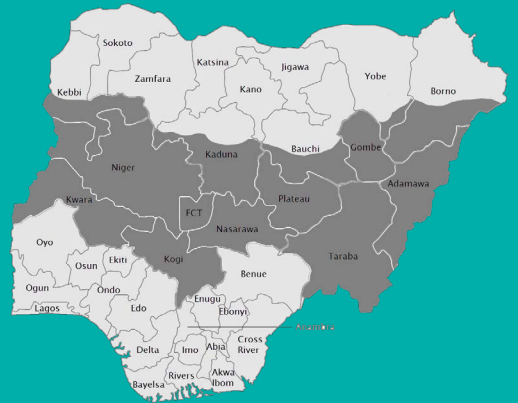 Sokoto
Katsina
Jigawa
Zamfara
Yobe
Kebbi
Kano
Borno
Bauchi
Gombe
Kaduna
Niger
Adamawa
Kwara
Plateau
FCT
Nasarawa
Oyo
Kogi
Taraba
Ekiti
Osun
Benue
Ogun
Ondo
Enugu
Lagos
Edo
Ebonyi
Delta
Imo
Abia
Cross
River
Rivers
Akwa
Ibom
Bayelsa